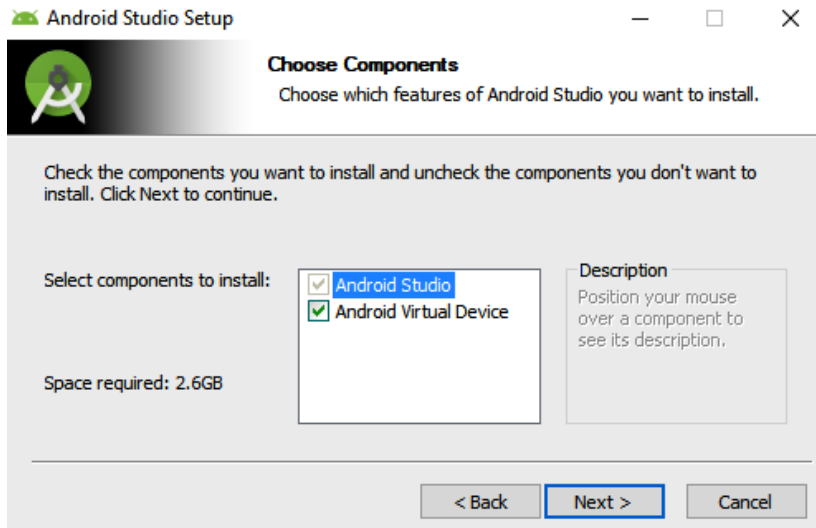 Android Studio Setup
Choose Components
Choose which features of Android Studio you want to install.
Check the components you want to install and uncheck the components you don't want to
install. Click Next to continue.
Select components to install:
Android Studio
Android Virtual Device
Description
Position your mouse
over a component to
see its description.
Space required: 2.6GB
< Back
Next >
Cancel